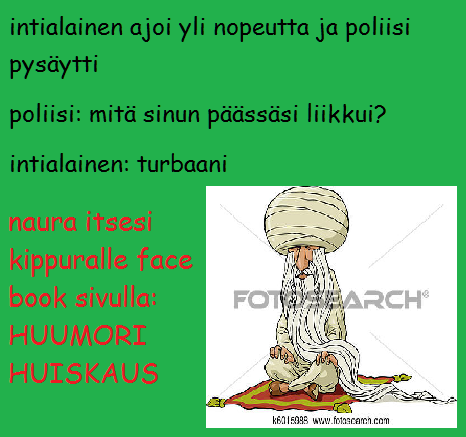 intialainen ajoi yli nopeutta ja poliisi
pysäytti
poliisi: mitä sinun päässäsi liikkui?
intialainen: turbaani
naura itsesi
kippuralle face
book sivulla:
HUUMORI
HUISKAUS
FOTOSEARCH®
k6015988 www.fotosearch.com